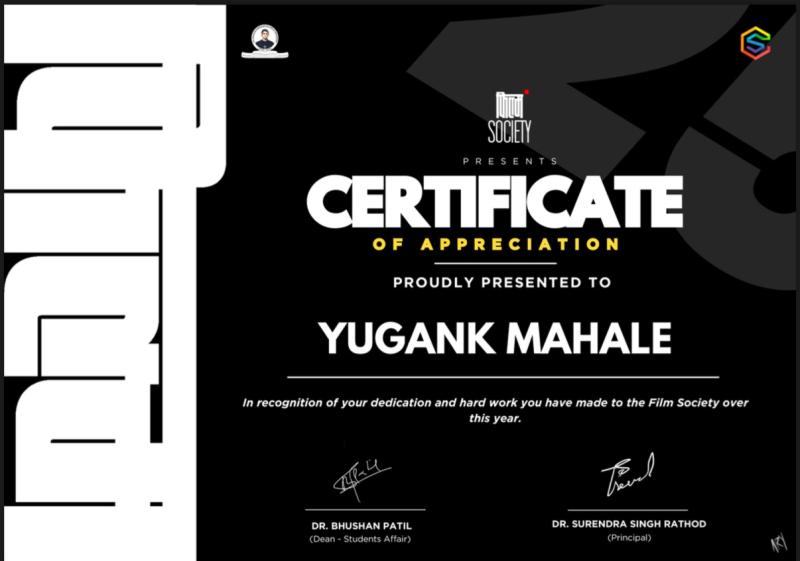 SOCIETY
PRESENTS
CERTIFICATE
OF APPRECIATION
PROUDLY PRESENTED TO
YUGANK MAHALE
In recognition of your dedication and hard work you have made to the Film Society over
this year.
DR. BHUSHAN PATIL
(Dean - Students Affair)
DR. SURENDRA SINGH RATHOD
(Principal)